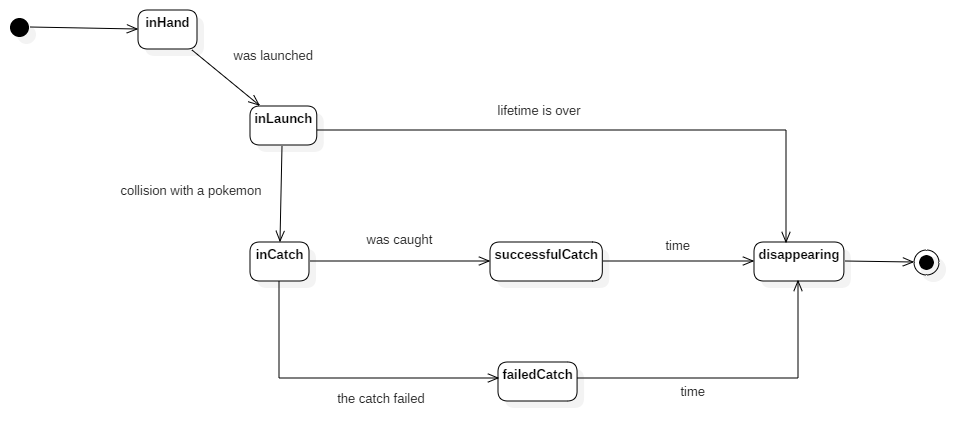 inHand
was launched
inLaunch
lifetime is over
collision with a pokemon
inCatch
was caught
successfulCatch
time
disappearing
failedCatch
the catch failed
time